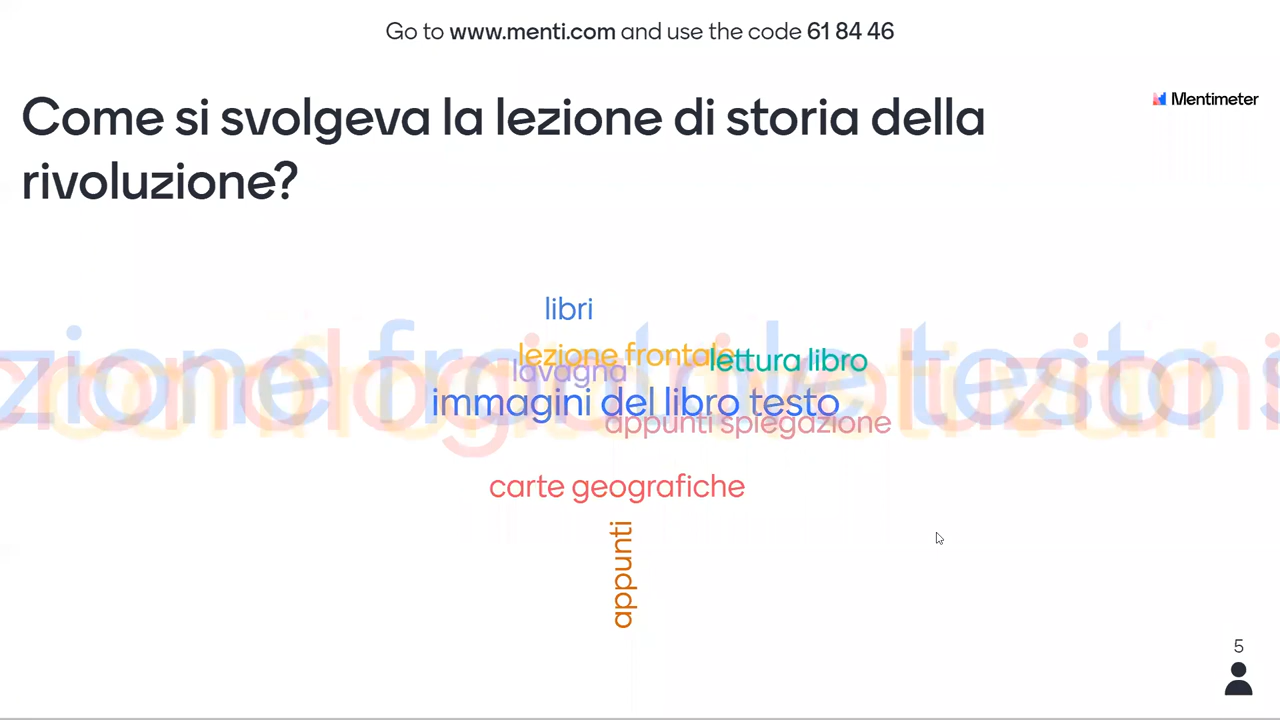 Go to www.menti.com and use the code 61 84 46
Mentimeter
Come si svolgeva la lezione di storia della
rivoluzione?
libri
lezione frontale
lettura libro
lavagna
immagini del libro testo
appunti spiegazione
carte geografiche
appunti
5